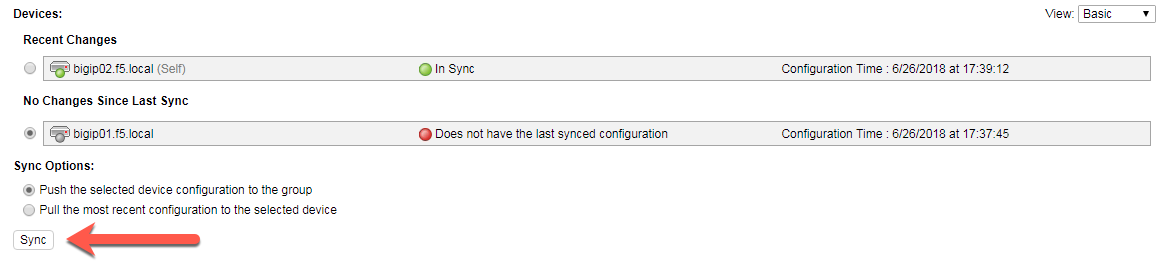 Devices: View: Basic
Recent Changes
bigip02.f5.local (Self) In Sync Configuration Time : 6/26/2018 at 17:39:12
No Changes Since Last Sync
bigip01.f5.local Does not have the last synced configuration Configuration Time : 6/26/2018 at 17:37:45
Sync Options:
Push the selected device configuration to the group
Pull the most recent configuration to the selected device
Sync